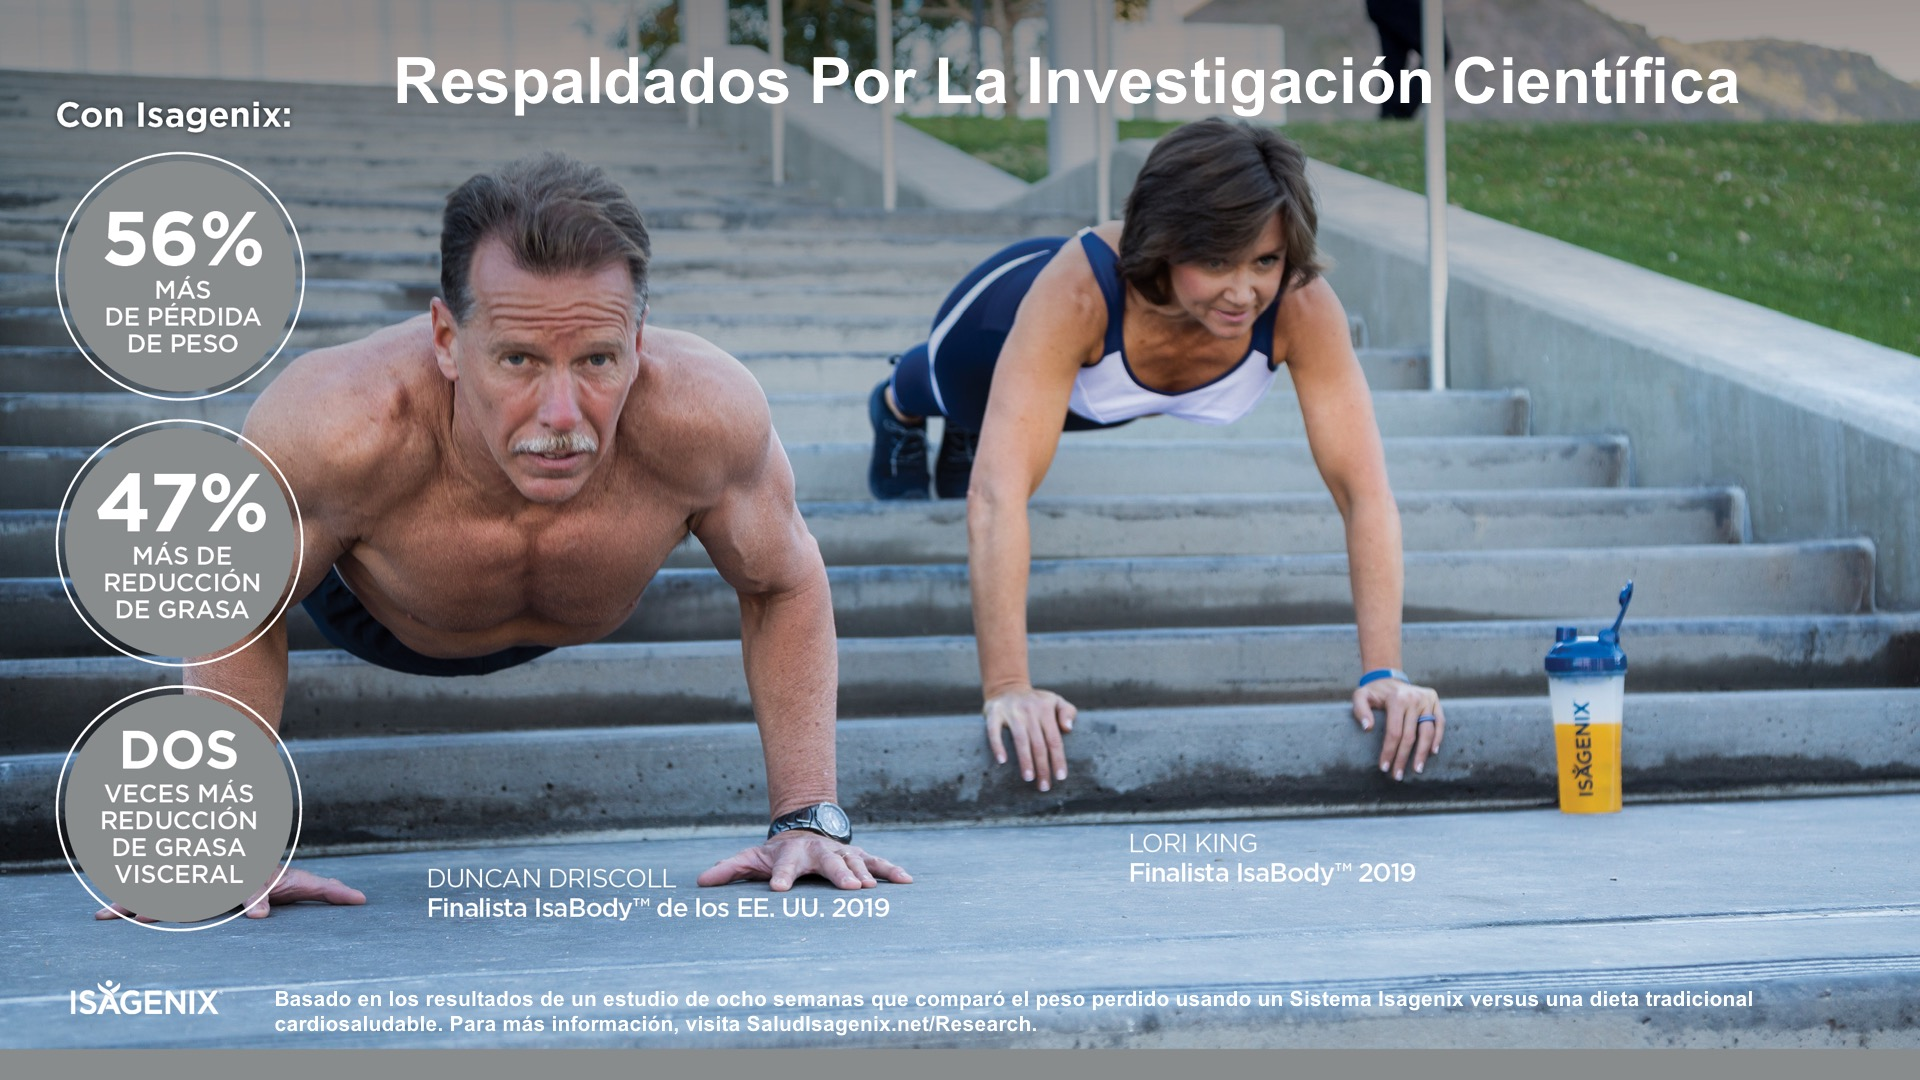 Respaldados Por La Investigación Científica
Con Isagenix:
56%
MÁS
DE PÉRDIDA
DE PESO
47%
MÁS DE
REDUCCIÓN
DE GRASA
DOS
VECES MÁS
REDUCCIÓN
DE GRASA
VISCERAL
DUNCAN DRISCOLL
Finalista IsaBody™ de los EE. UU. 2019
LORI KING
Finalista IsaBody™ 2019
ISAGENIX
ISAGENIX
Basado en los resultados de un estudio de ocho semanas que comparó el peso perdido usando un Sistema Isagenix versus una dieta tradicional
cardiosaludable. Para más información, visita SaludIsagenix.net/Research.